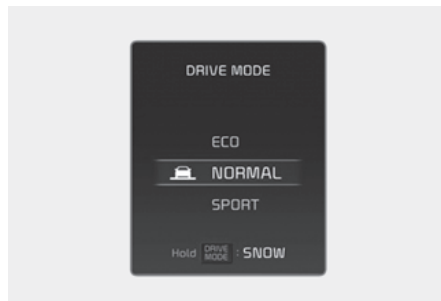 DRIVE MODE
ECO
NORMAL
SPORT
Hold DRIVE MODE : SNOW